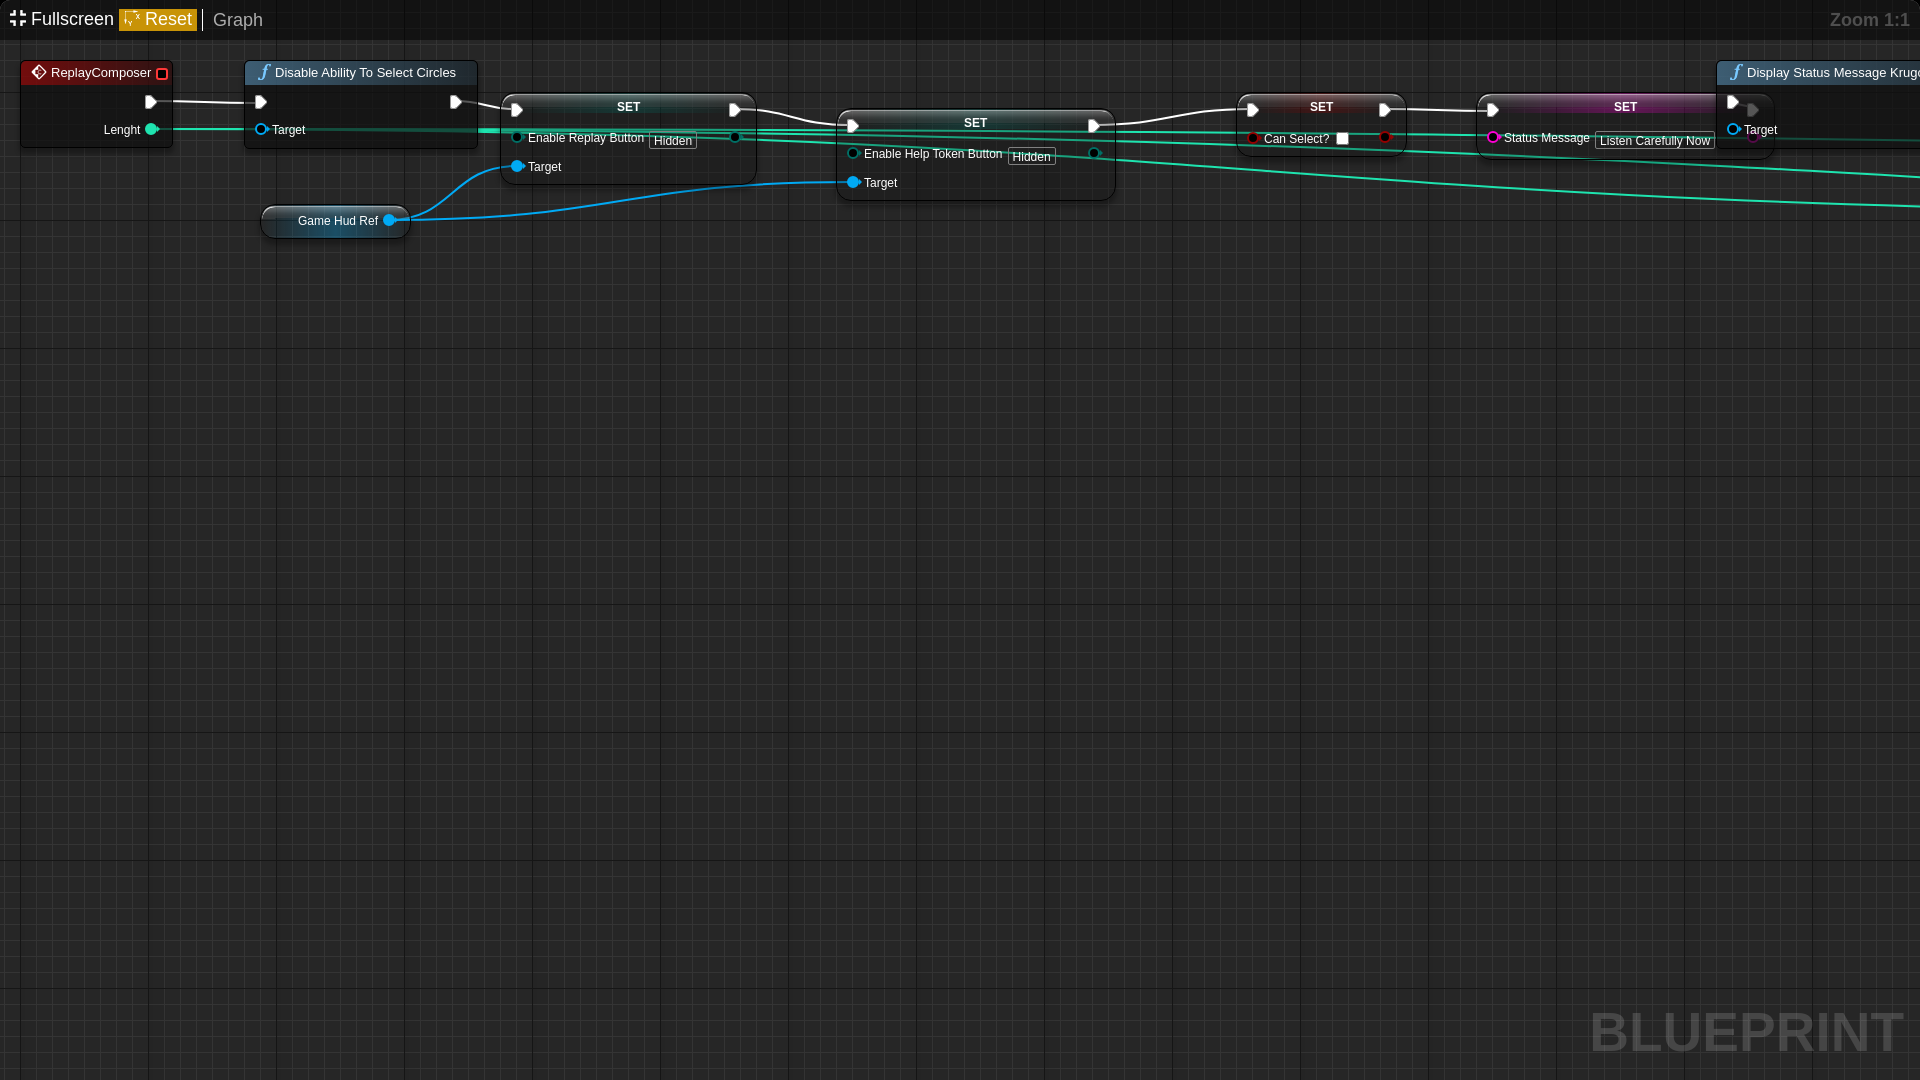 Fullscreen Reset Graph Zoom 1:1
ReplayComposer
Lenght
Disable Ability To Select Circles
Target
SET
Enable Replay Button Hidden
Target
Game Hud Ref
SET
Enable Help Token Button Hidden
Target
SET
Can Select?
SET
Status Message Listen Carefully Now
Display Status Message Krug
Target
BLUEPRINT